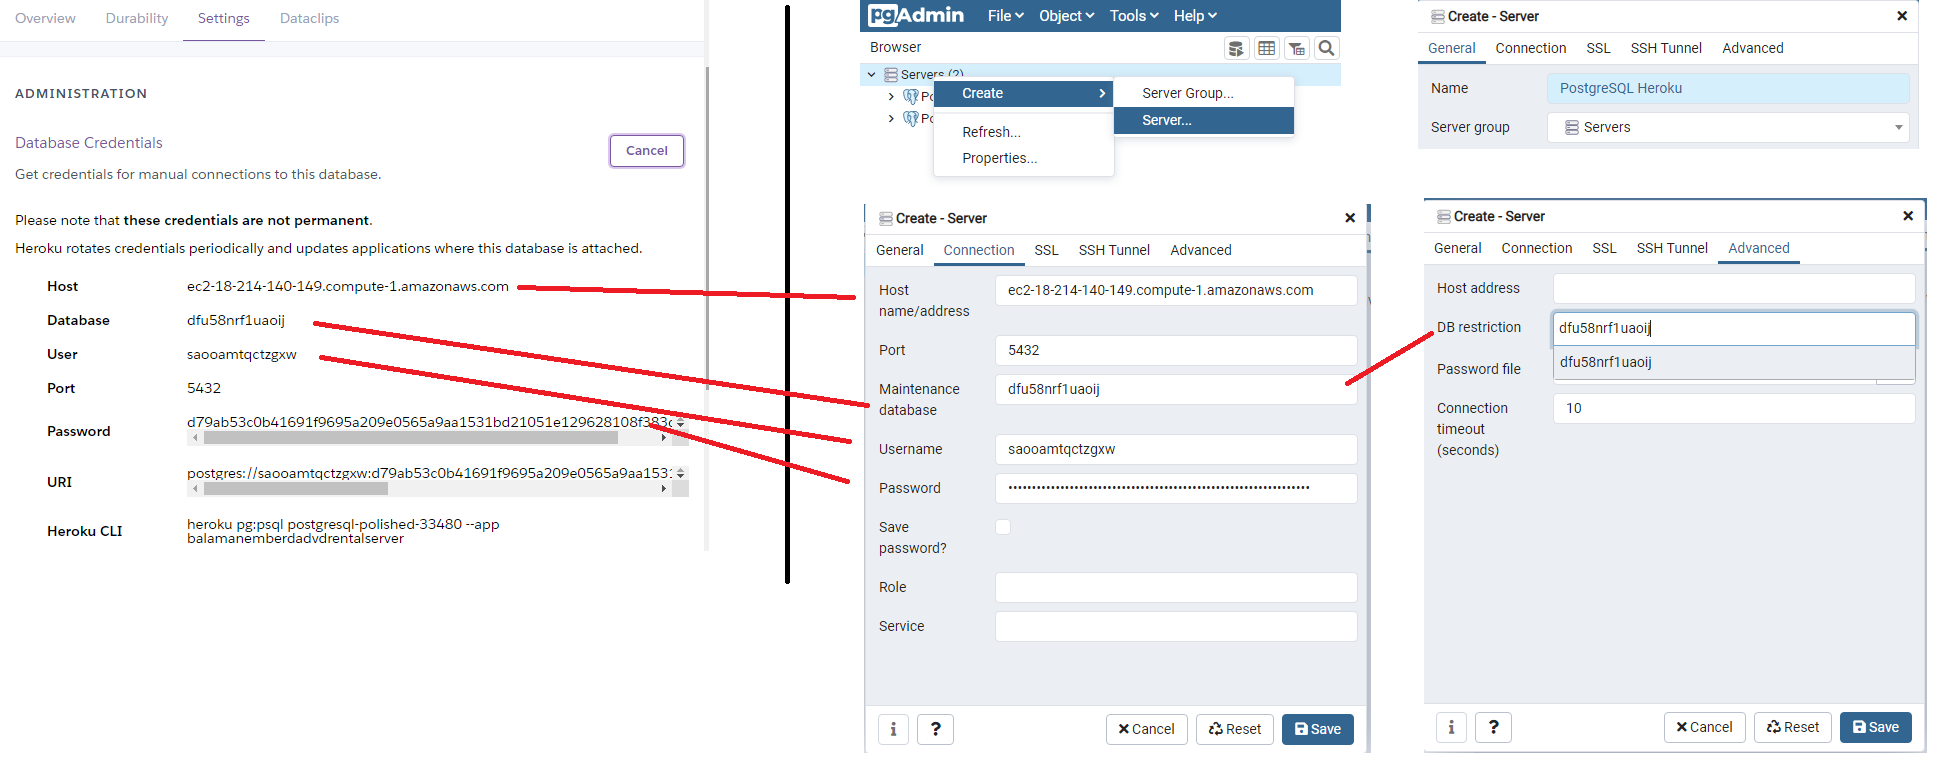 Overview Durability Settings Dataclips
ADMINISTRATION
Database Credentials
Cancel
Get credentials for manual connections to this database.
Please note that these credentials are not permanent.
Heroku rotates credentials periodically and updates applications where this database is attached.
Host ec2-18-214-140-149.compute-1.amazonaws.com
Database dfu58nrf1uaoij
User saooamtqctzgxw
Port 5432
Password d79ab53c0b41691f9695a209e0565a9aa1531bd21051e129628108f383c
URI postgres://saooamtqctzgxw:d79ab53c0b41691f9695a209e0565a9aa1531
Heroku CLI heroku pg:psql postgresql-polished-33480 --app
balamanemberdadvdrentalserver
pgAdmin File Object Tools Help
Browser
Servers (2)
Po
Po
Create
Refresh...
Properties...
Server Group...
Server...
Create - Server
General Connection SSL SSH Tunnel Advanced
Name PostgreSQL Heroku
Server group Servers
Create - Server
General Connection SSL SSH Tunnel Advanced
Host
name/address
ec2-18-214-140-149.compute-1.amazonaws.com
Port 5432
Maintenance
database
dfu58nrf1uaoij
Username saooamtqctzgxw
Password ••••••••••••••••••••••••••••••••••••••••••••••••••••••••••••••••
Save
password?
Role
Service
i ? Cancel Reset Save
Create - Server
General Connection SSL SSH Tunnel Advanced
Host address
DB restriction dfu58nrf1uaoij
dfu58nrf1uaoij
Password file
Connection
timeout
(seconds)
10
i ? Cancel Reset Save